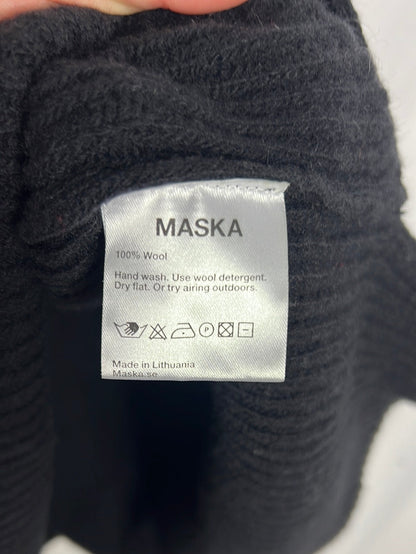 MASKA
100% Wool
Hand wash. Use wool detergent.
Dry flat. Or try airing outdoors.
P
Made in Lithuania
Maska.se